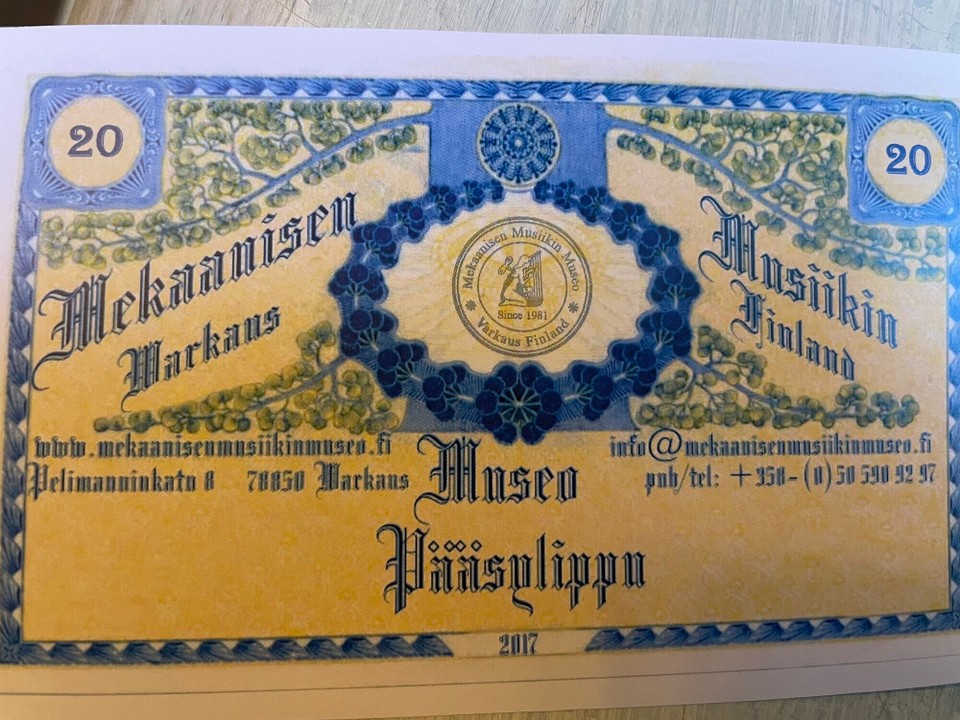 20
20
Mekaanisen Musiikin
Warkaus Finland
Mekaanisen Musiikin Museo
Since 1981
Varkaus Finland
www.mekaanisenmusiikinmuseo.fi
info@mekaanisenmusiikinmuseo.fi
Pelimanninkatu 8 78850 Warkaus
puh/tel: +358-(0)50 590 92 97
Museo
Pääsylippu
2017